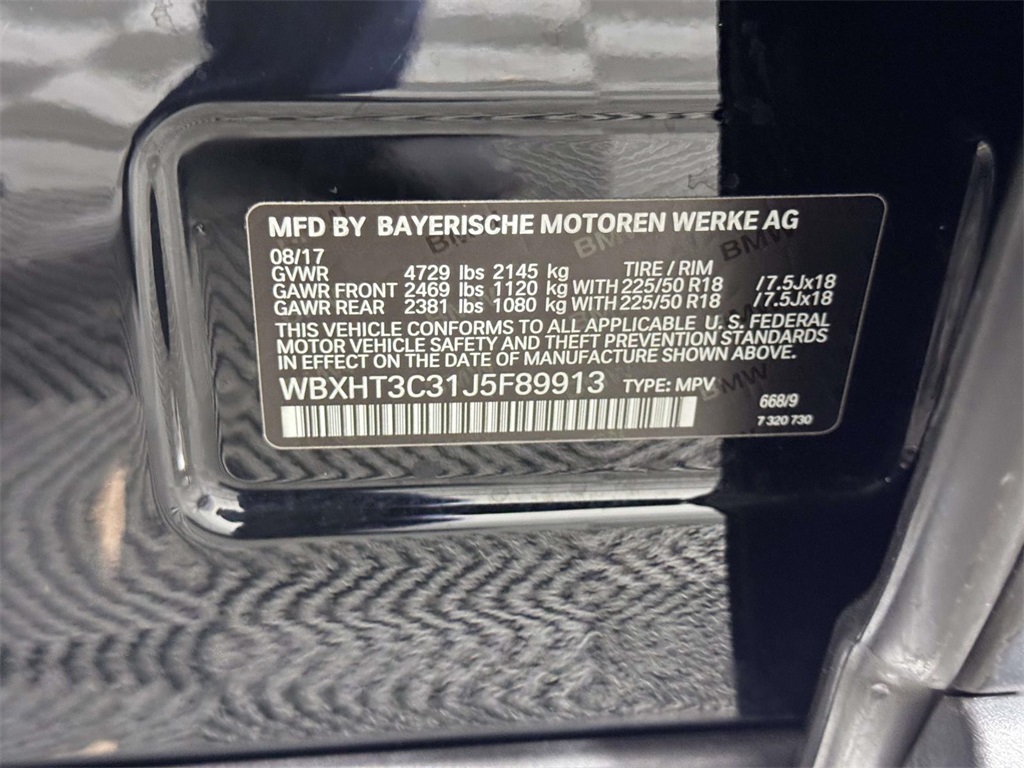 MFD BY BAYERISCHE MOTOREN WERKE AG
08/17
GVWR 4729 lbs 2145 kg TIRE / RIM
GAWR FRONT 2469 lbs 1120 kg WITH 225/50 R18 /7.5Jx18
GAWR REAR 2381 lbs 1080 kg WITH 225/50 R18 /7.5Jx18
THIS VEHICLE CONFORMS TO ALL APPLICABLE U. S. FEDERAL
MOTOR VEHICLE SAFETY AND THEFT PREVENTION STANDARDS
IN EFFECT ON THE DATE OF MANUFACTURE SHOWN ABOVE.
WBXHT3C31J5F89913 TYPE: MPV
668/9
7 320 730